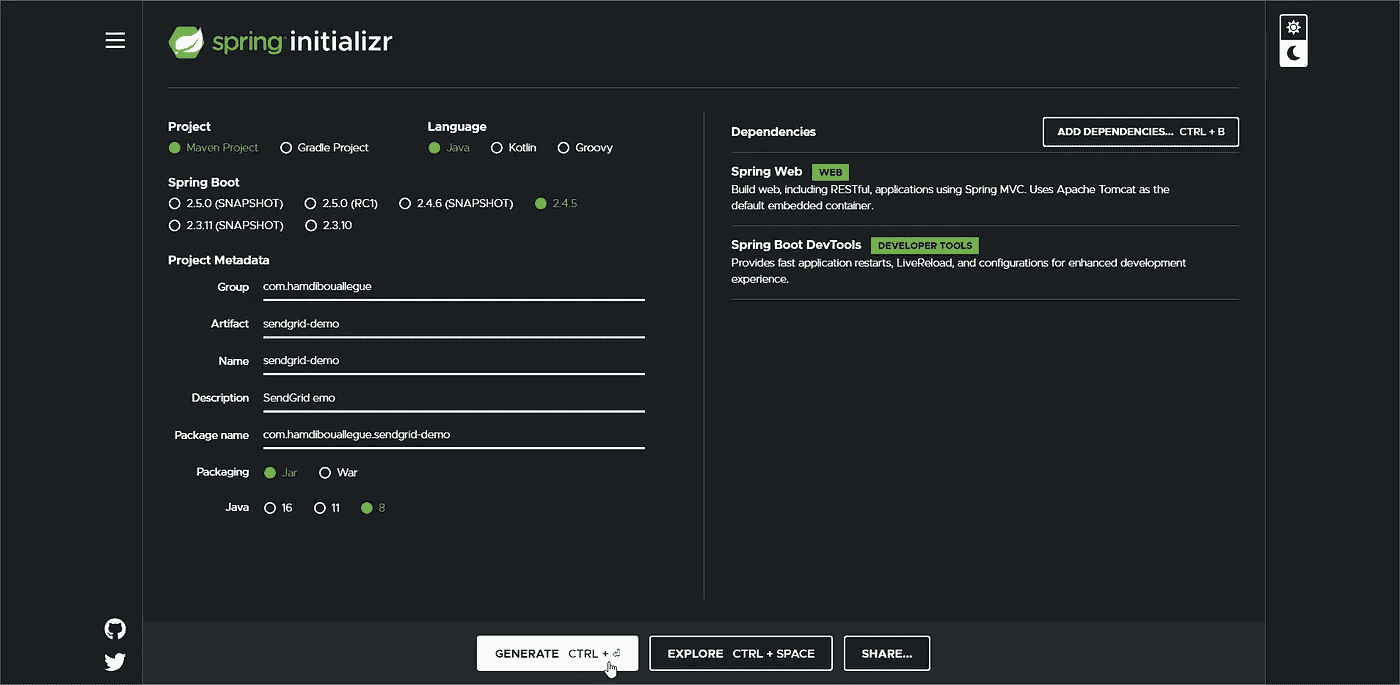 spring initializr
Project
Maven Project Gradle Project
Language
Java Kotlin Groovy
Spring Boot
2.5.0 (SNAPSHOT) 2.5.0 (RC1) 2.4.6 (SNAPSHOT) 2.4.5
2.3.11 (SNAPSHOT) 2.3.10
Project Metadata
Group com.hamdibouallegue
Artifact sendgrid-demo
Name sendgrid-demo
Description SendGrid emo
Package name com.hamdibouallegue.sendgrid-demo
Packaging Jar War
Java 16 11 8
Dependencies ADD DEPENDENCIES... CTRL + B
Spring Web WEB
Build web, including RESTful, applications using Spring MVC. Uses Apache Tomcat as the
default embedded container.
Spring Boot DevTools DEVELOPER TOOLS
Provides fast application restarts, LiveReload, and configurations for enhanced development
experience.
GENERATE CTRL + ⏎ EXPLORE CTRL + SPACE SHARE...